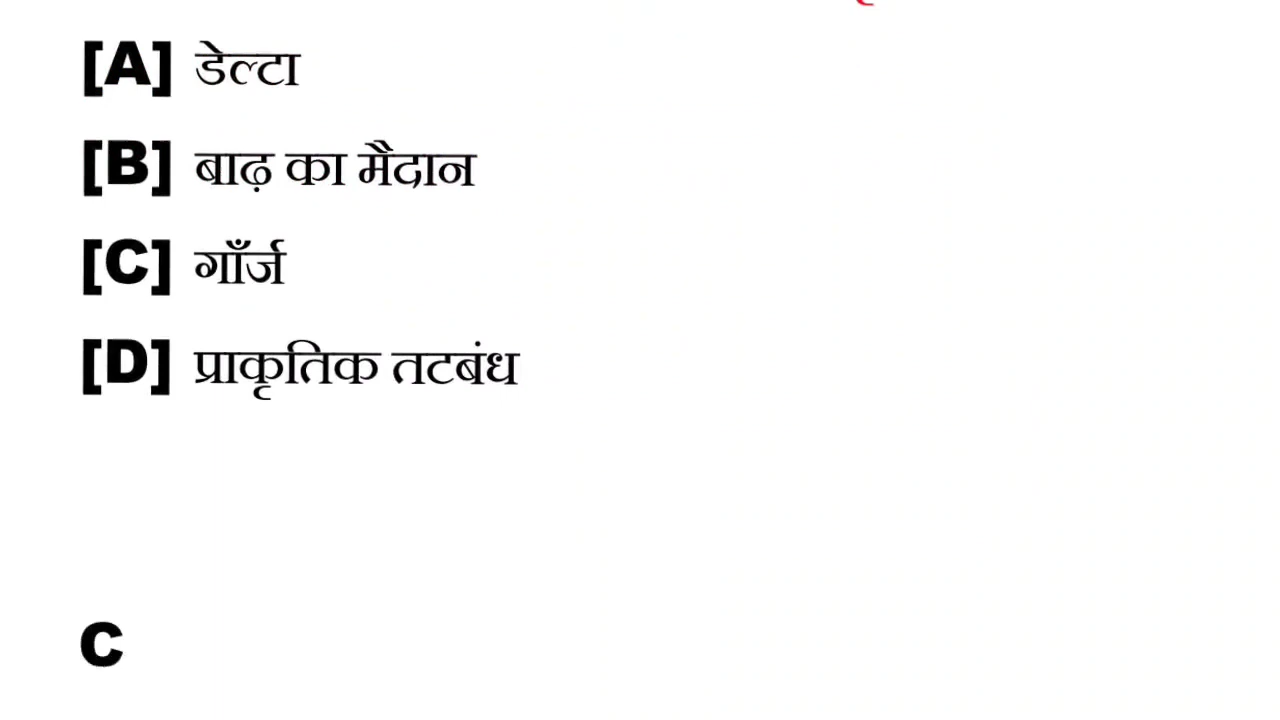 [A] डेल्टा
[B] बाढ़ का मैदान
[C] गाँर्ज
[D] प्राकृतिक तटबंध
C